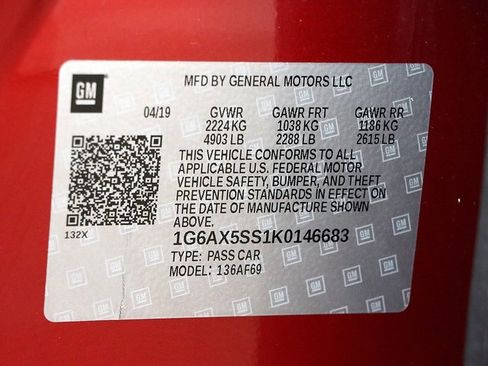 GM
MFD BY GENERAL MOTORS LLC
04/19 GVWR GAWR FRT GAWR RR
2224 KG 1038 KG 1186 KG
4903 LB 2288 LB 2615 LB
THIS VEHICLE CONFORMS TO ALL
APPLICABLE U.S. FEDERAL MOTOR
VEHICLE SAFETY, BUMPER, AND THEFT
PREVENTION STANDARDS IN EFFECT ON
THE DATE OF MANUFACTURE SHOWN
ABOVE.
132X
1G6AX5SS1K0146683
TYPE: PASS CAR
MODEL: 136AF69